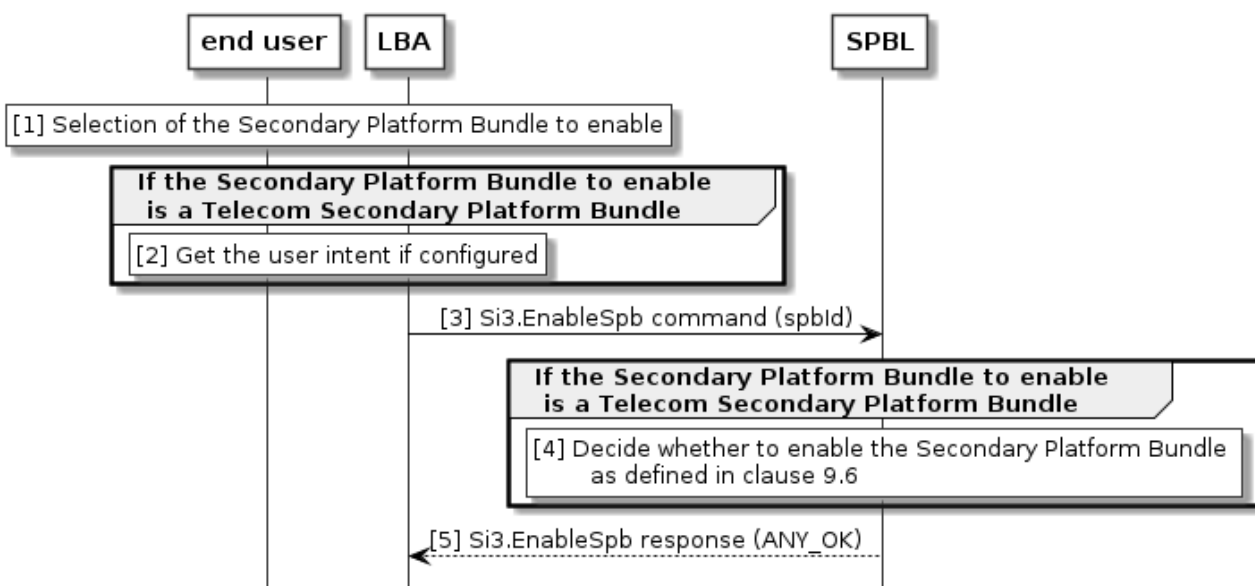 end user
LBA
SPBL
[1] Selection of the Secondary Platform Bundle to enable
If the Secondary Platform Bundle to enable
is a Telecom Secondary Platform Bundle
[2] Get the user intent if configured
[3] Si3.EnableSpb command (spbId)
If the Secondary Platform Bundle to enable
is a Telecom Secondary Platform Bundle
[4] Decide whether to enable the Secondary Platform Bundle
as defined in clause 9.6
[5] Si3.EnableSpb response (ANY_OK)